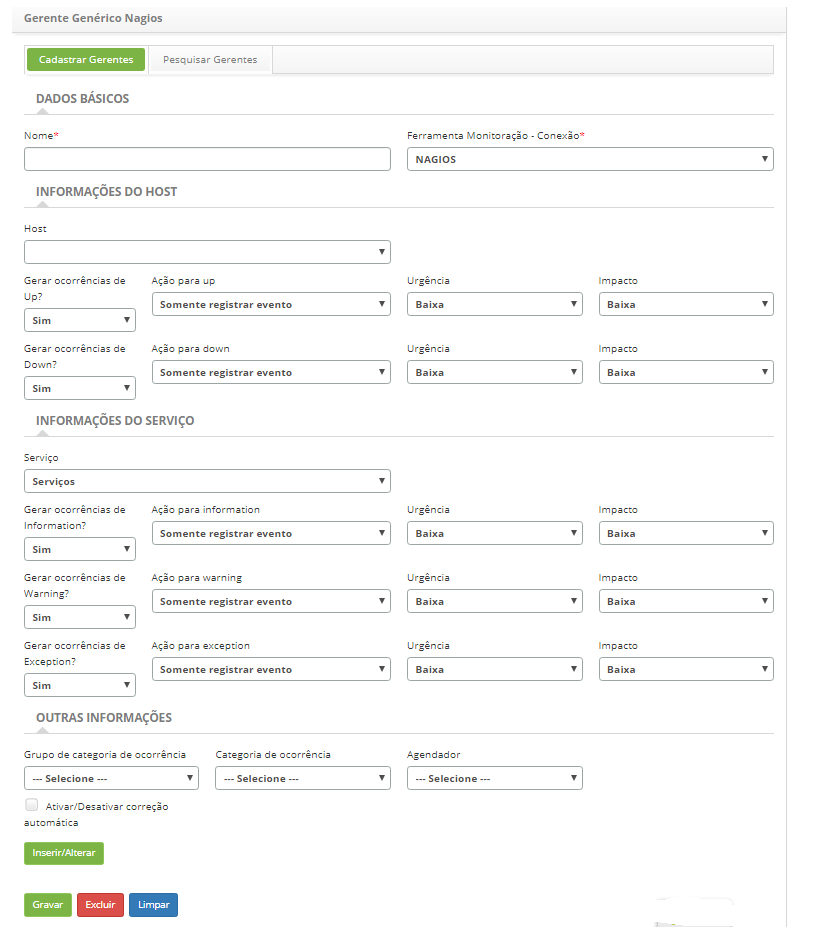 Gerente Genérico Nagios
Cadastrar Gerentes Pesquisar Gerentes
DADOS BÁSICOS
Nome* Ferramenta Monitoração - Conexão*
NAGIOS
INFORMAÇÕES DO HOST
Host
Gerar ocorrências de Up? Ação para up Urgência Impacto
Sim Somente registrar evento Baixa Baixa
Gerar ocorrências de Down? Ação para down Urgência Impacto
Sim Somente registrar evento Baixa Baixa
INFORMAÇÕES DO SERVIÇO
Serviço
Serviços
Gerar ocorrências de Information? Ação para information Urgência Impacto
Sim Somente registrar evento Baixa Baixa
Gerar ocorrências de Warning? Ação para warning Urgência Impacto
Sim Somente registrar evento Baixa Baixa
Gerar ocorrências de Exception? Ação para exception Urgência Impacto
Sim Somente registrar evento Baixa Baixa
OUTRAS INFORMAÇÕES
Grupo de categoria de ocorrência Categoria de ocorrência Agendador
--- Selecione --- --- Selecione --- --- Selecione ---
Ativar/Desativar correção
automática
Inserir/Alterar
Gravar Excluir Limpar